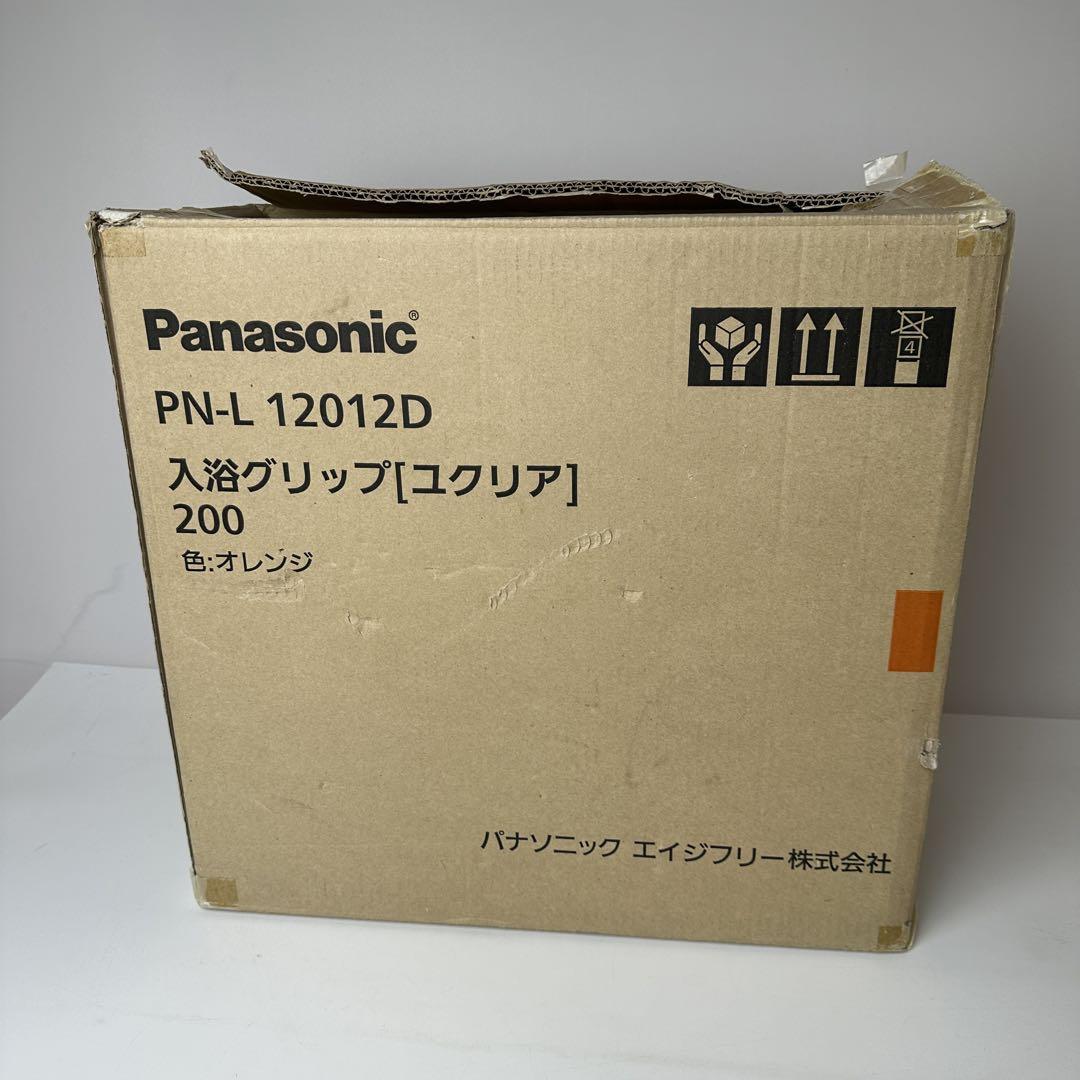 Panasonic®
4
PN-L 12012D
入浴グリップ[ユクリア]
200
色:オレンジ
パナソニック エイジフリー株式会社